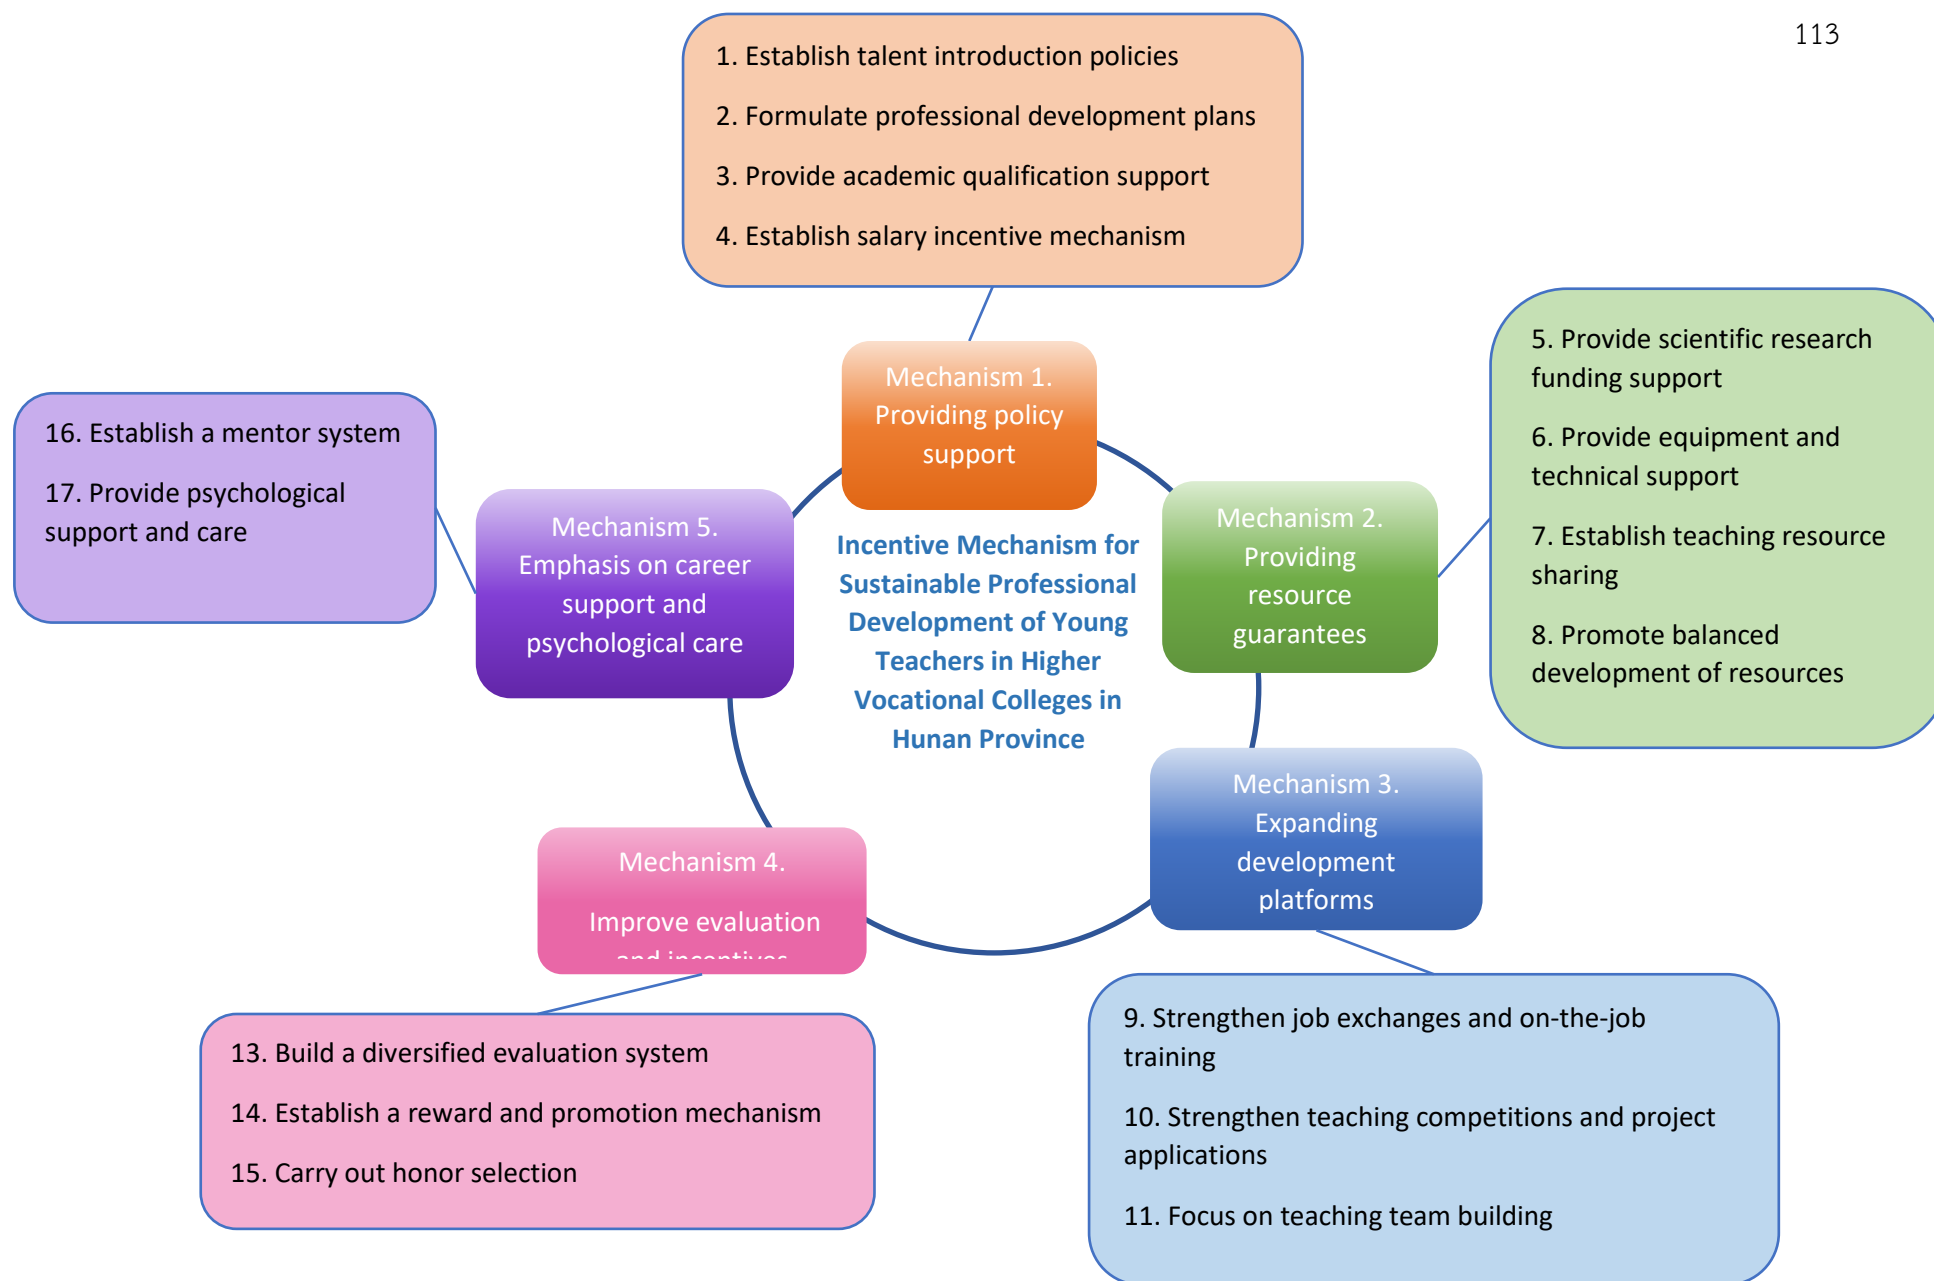 113
1. Establish talent introduction policies
2. Formulate professional development plans
3. Provide academic qualification support
4. Establish salary incentive mechanism
Mechanism 1.
Providing policy
support
5. Provide scientific research
funding support
6. Provide equipment and
technical support
7. Establish teaching resource
sharing
8. Promote balanced
development of resources
Mechanism 2.
Providing
resource
guarantees
16. Establish a mentor system
17. Provide psychological
support and care
Mechanism 5.
Emphasis on career
support and
psychological care
Incentive Mechanism for
Sustainable Professional
Development of Young
Teachers in Higher
Vocational Colleges in
Hunan Province
Mechanism 3.
Expanding
development
platforms
Mechanism 4.
Improve evaluation
and incentives
13. Build a diversified evaluation system
14. Establish a reward and promotion mechanism
15. Carry out honor selection
9. Strengthen job exchanges and on-the-job
training
10. Strengthen teaching competitions and project
applications
11. Focus on teaching team building